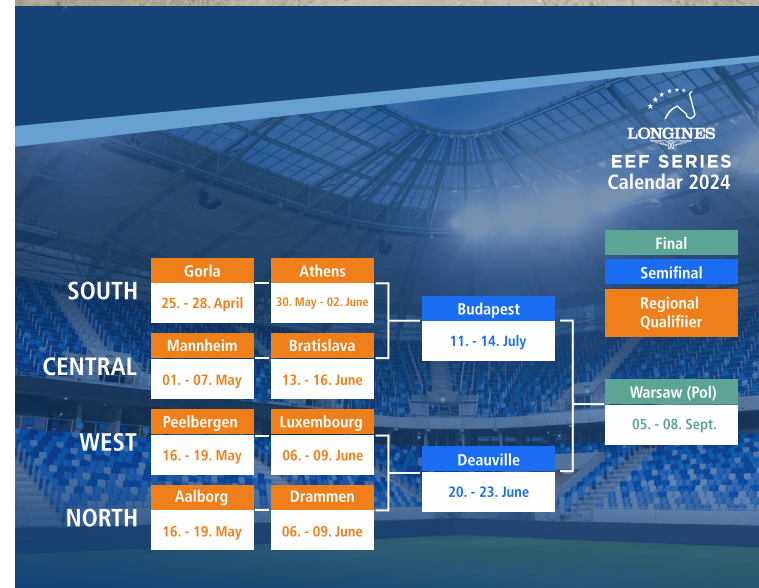 LONGINES
EEF SERIES
Calendar 2024
Final
Semifinal
Regional
Qualifiier
SOUTH
Gorla
25. - 28. April
Athens
30. May - 02. June
CENTRAL
Mannheim
01. - 07. May
Bratislava
13. - 16. June
Budapest
11. - 14. July
WEST
Peelbergen
16. - 19. May
Luxembourg
06. - 09. June
NORTH
Aalborg
16. - 19. May
Drammen
06. - 09. June
Deauville
20. - 23. June
Warsaw (Pol)
05. - 08. Sept.